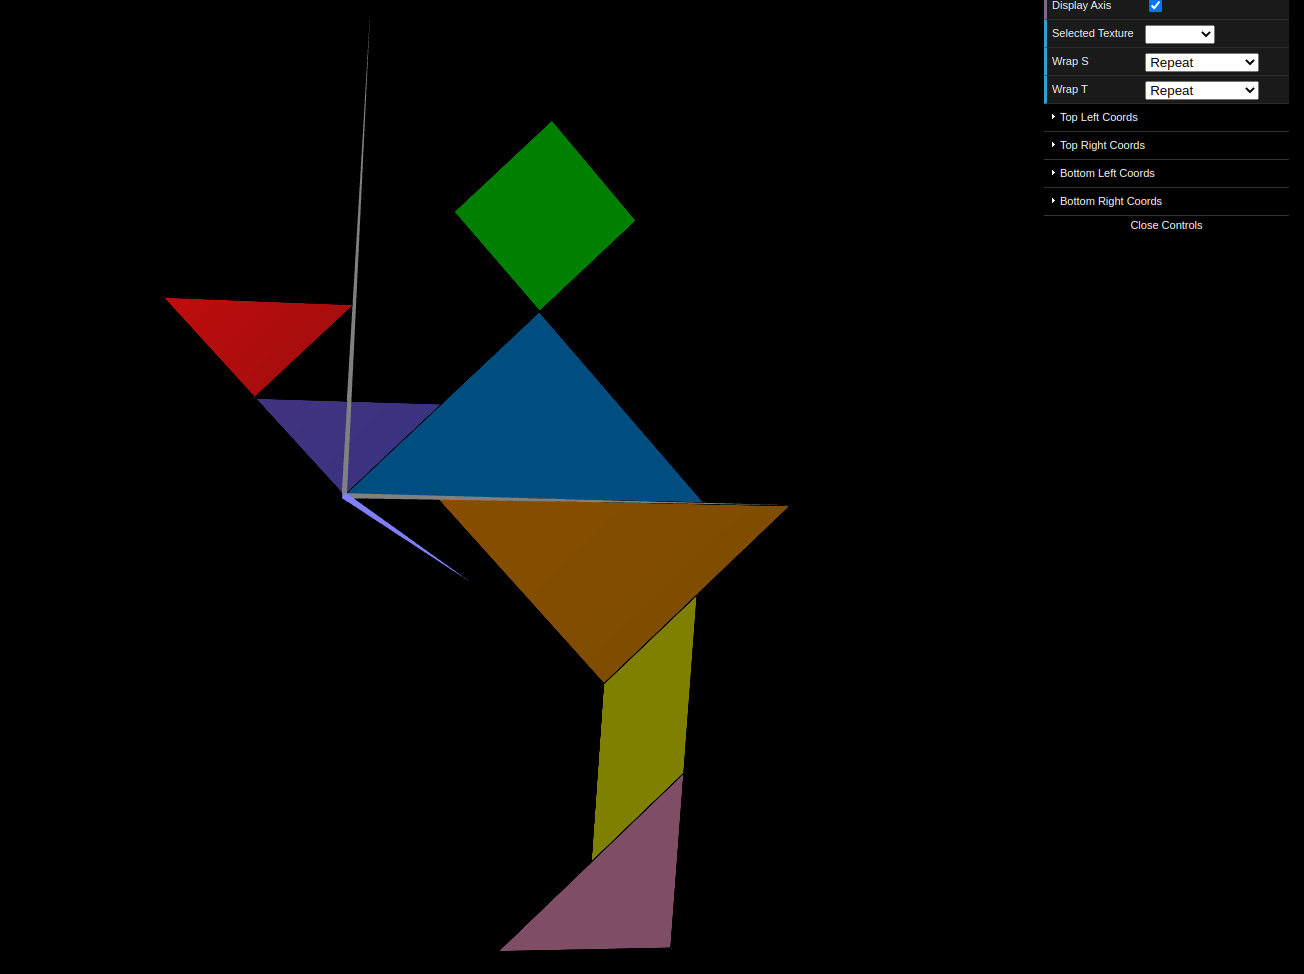 Display Axis
Selected Texture
Wrap S Repeat
Wrap T Repeat
Top Left Coords
Top Right Coords
Bottom Left Coords
Bottom Right Coords
Close Controls